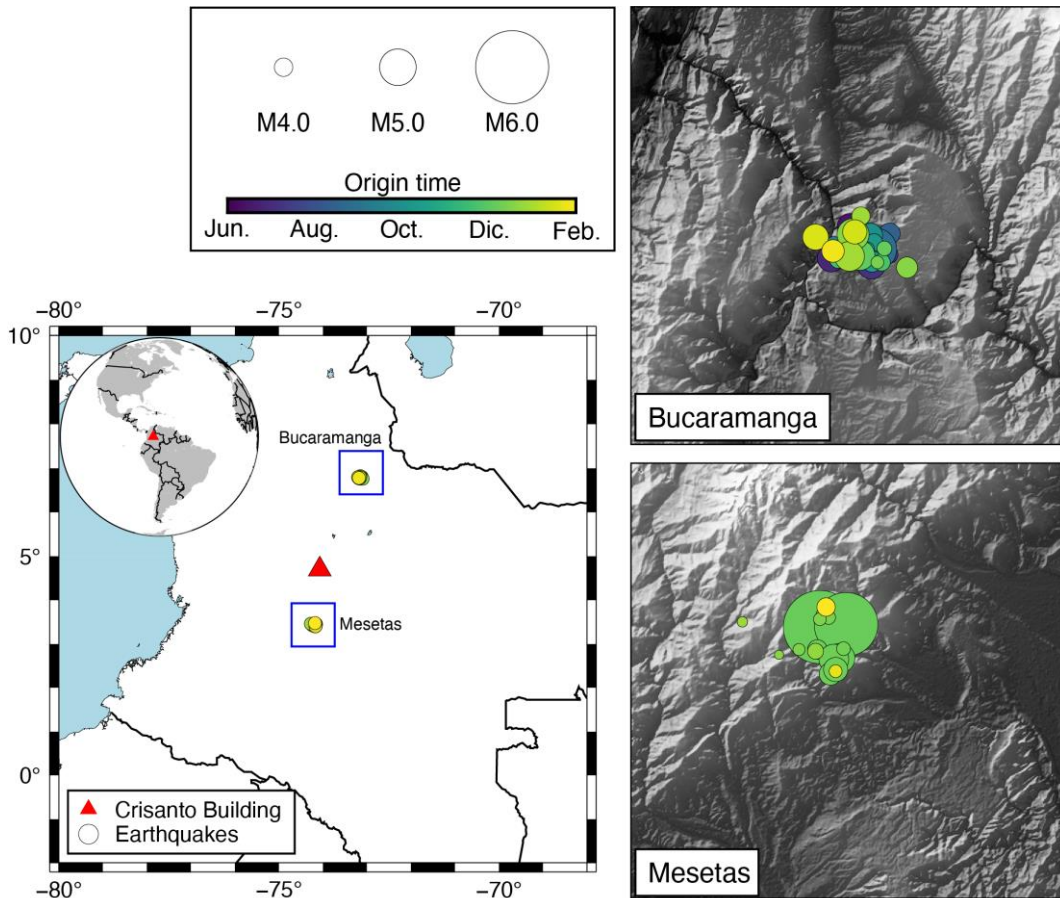 M4.0 M5.0 M6.0
Origin time
Jun. Aug. Oct. Dic. Feb.
Bucaramanga
−80° −75° −70°
10°
5°
0°
Bucaramanga
Mesetas
Crisanto Building
Earthquakes
−80° −75° −70°
Mesetas